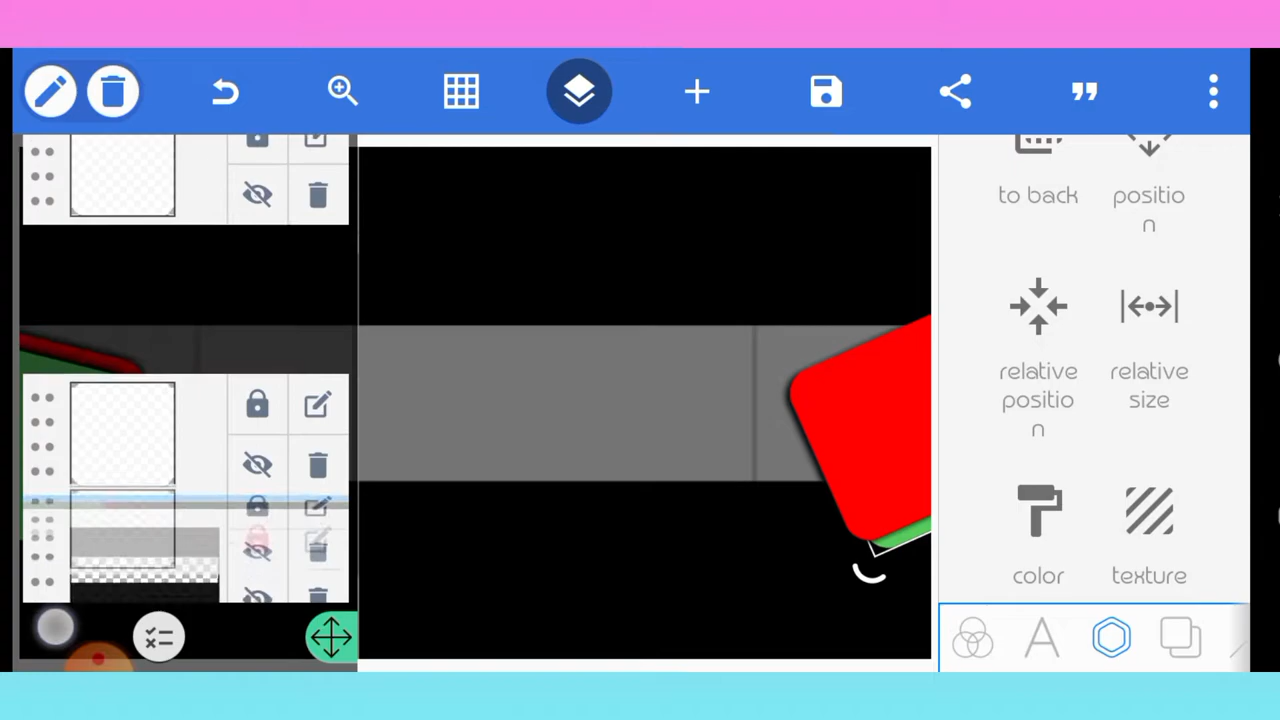 to back
positio
n
relative
positio
n
relative
size
color
texture